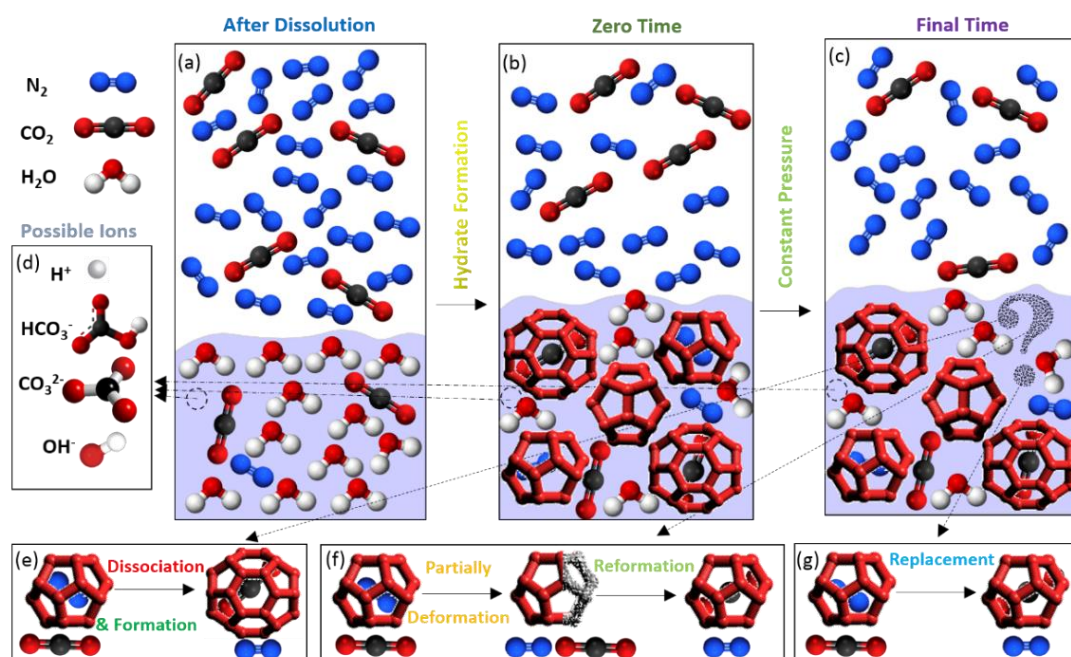 After Dissolution
Zero Time
Final Time
(a)
(b)
(c)
N₂
CO₂
H₂O
Possible Ions
(d)
H⁺
HCO₃⁻
CO₃²⁻
OH⁻
Hydrate Formation
Constant Pressure
?
(e)
Dissociation
& Formation
(f)
Partially
Deformation
Reformation
(g)
Replacement